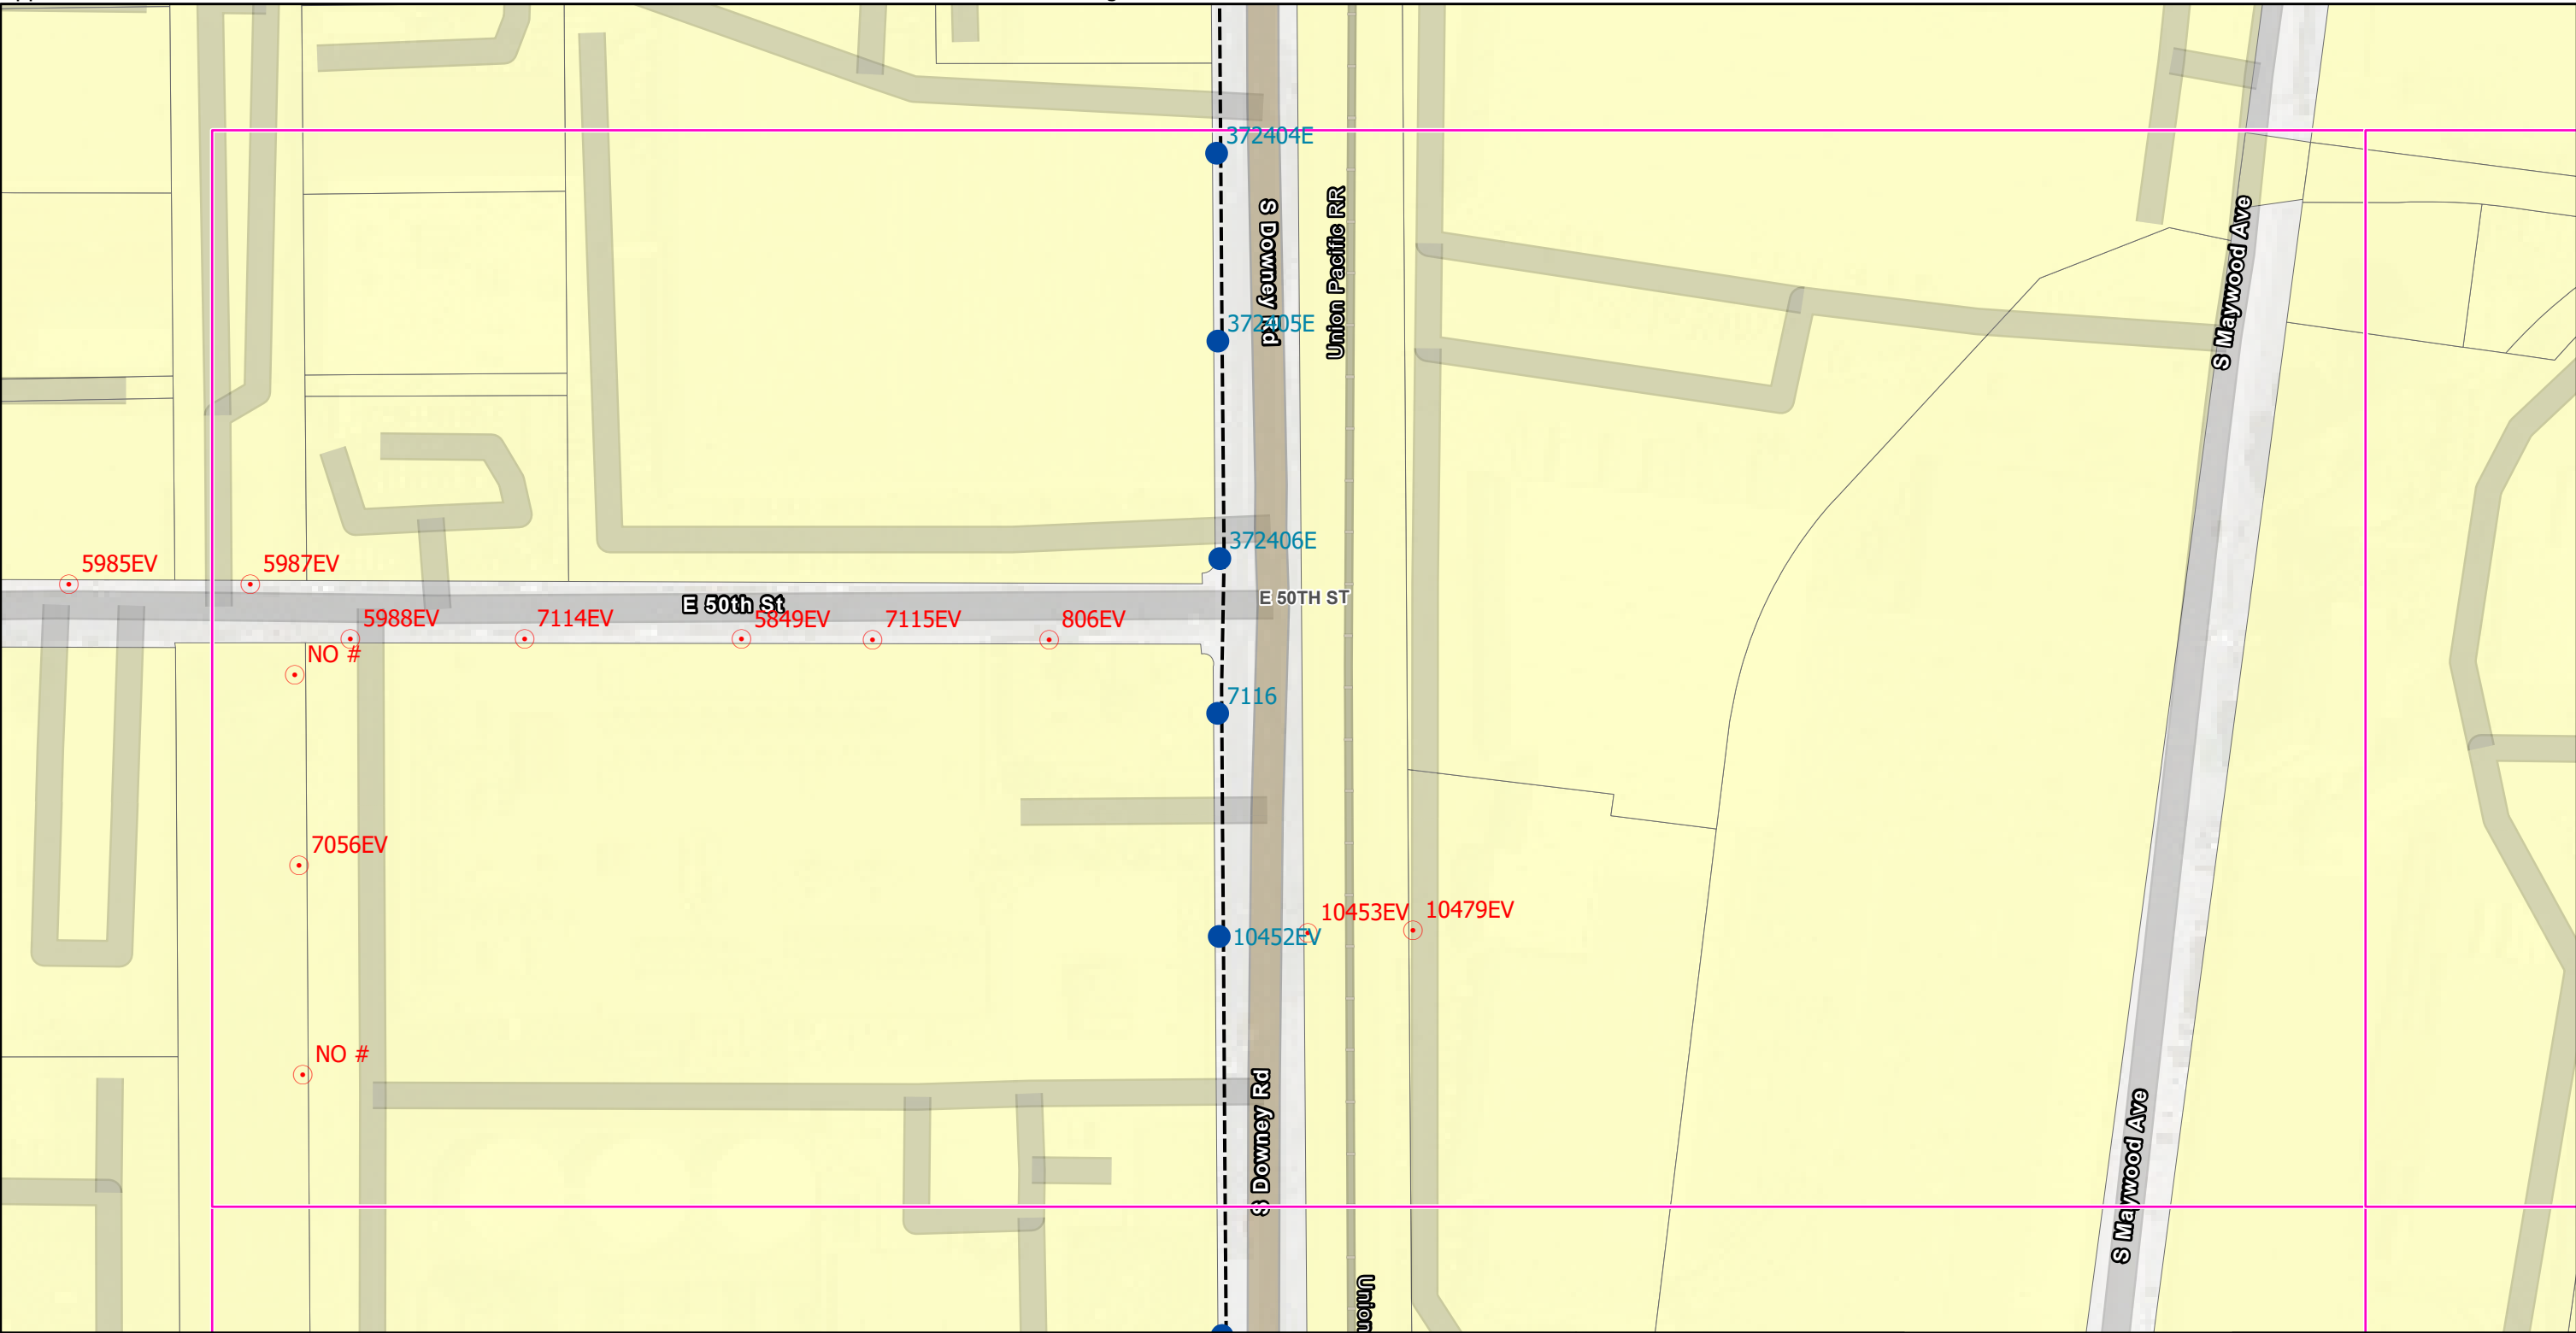 372404E
S Downey Rd
Union Pacific RR
S Maywood Ave
372405E
372406E
5985EV
5987EV
E 50th St
E 50TH ST
5988EV
7114EV
5849EV
7115EV
806EV
NO #
7116
7056EV
10453EV
10479EV
10452EV
NO #
S Downey Rd
S Maywood Ave
Union